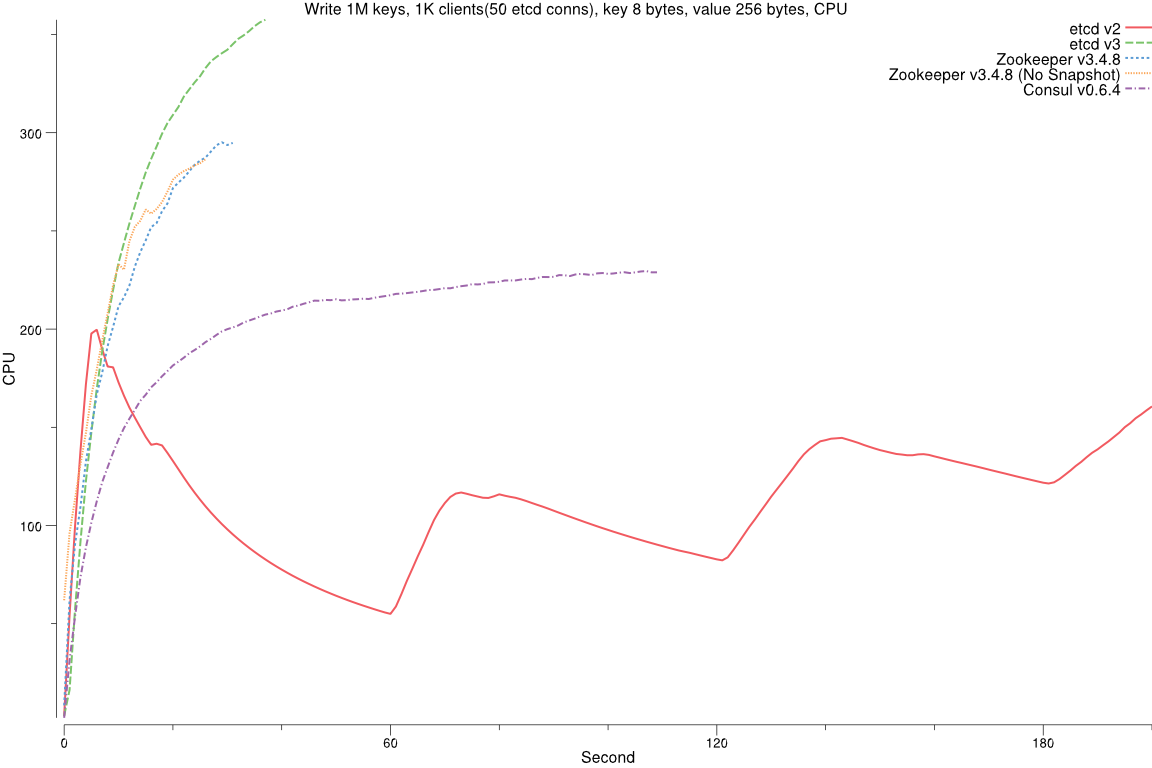 Write 1M keys, 1K clients(50 etcd conns), key 8 bytes, value 256 bytes, CPU
etcd v2
etcd v3
Zookeeper v3.4.8
Zookeeper v3.4.8 (No Snapshot)
Consul v0.6.4
300
200
100
CPU
0 60 120 180
Second